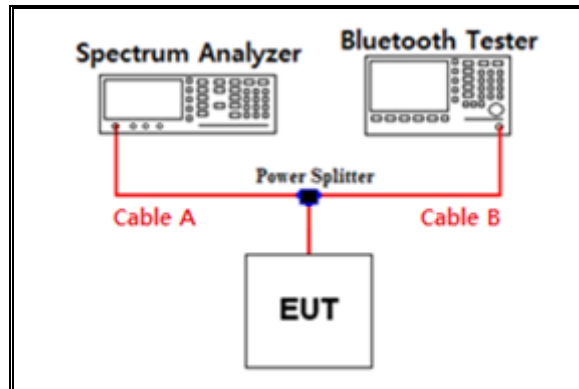 Spectrum Analyzer
Bluetooth Tester
Power Splitter
Cable A
Cable B
EUT